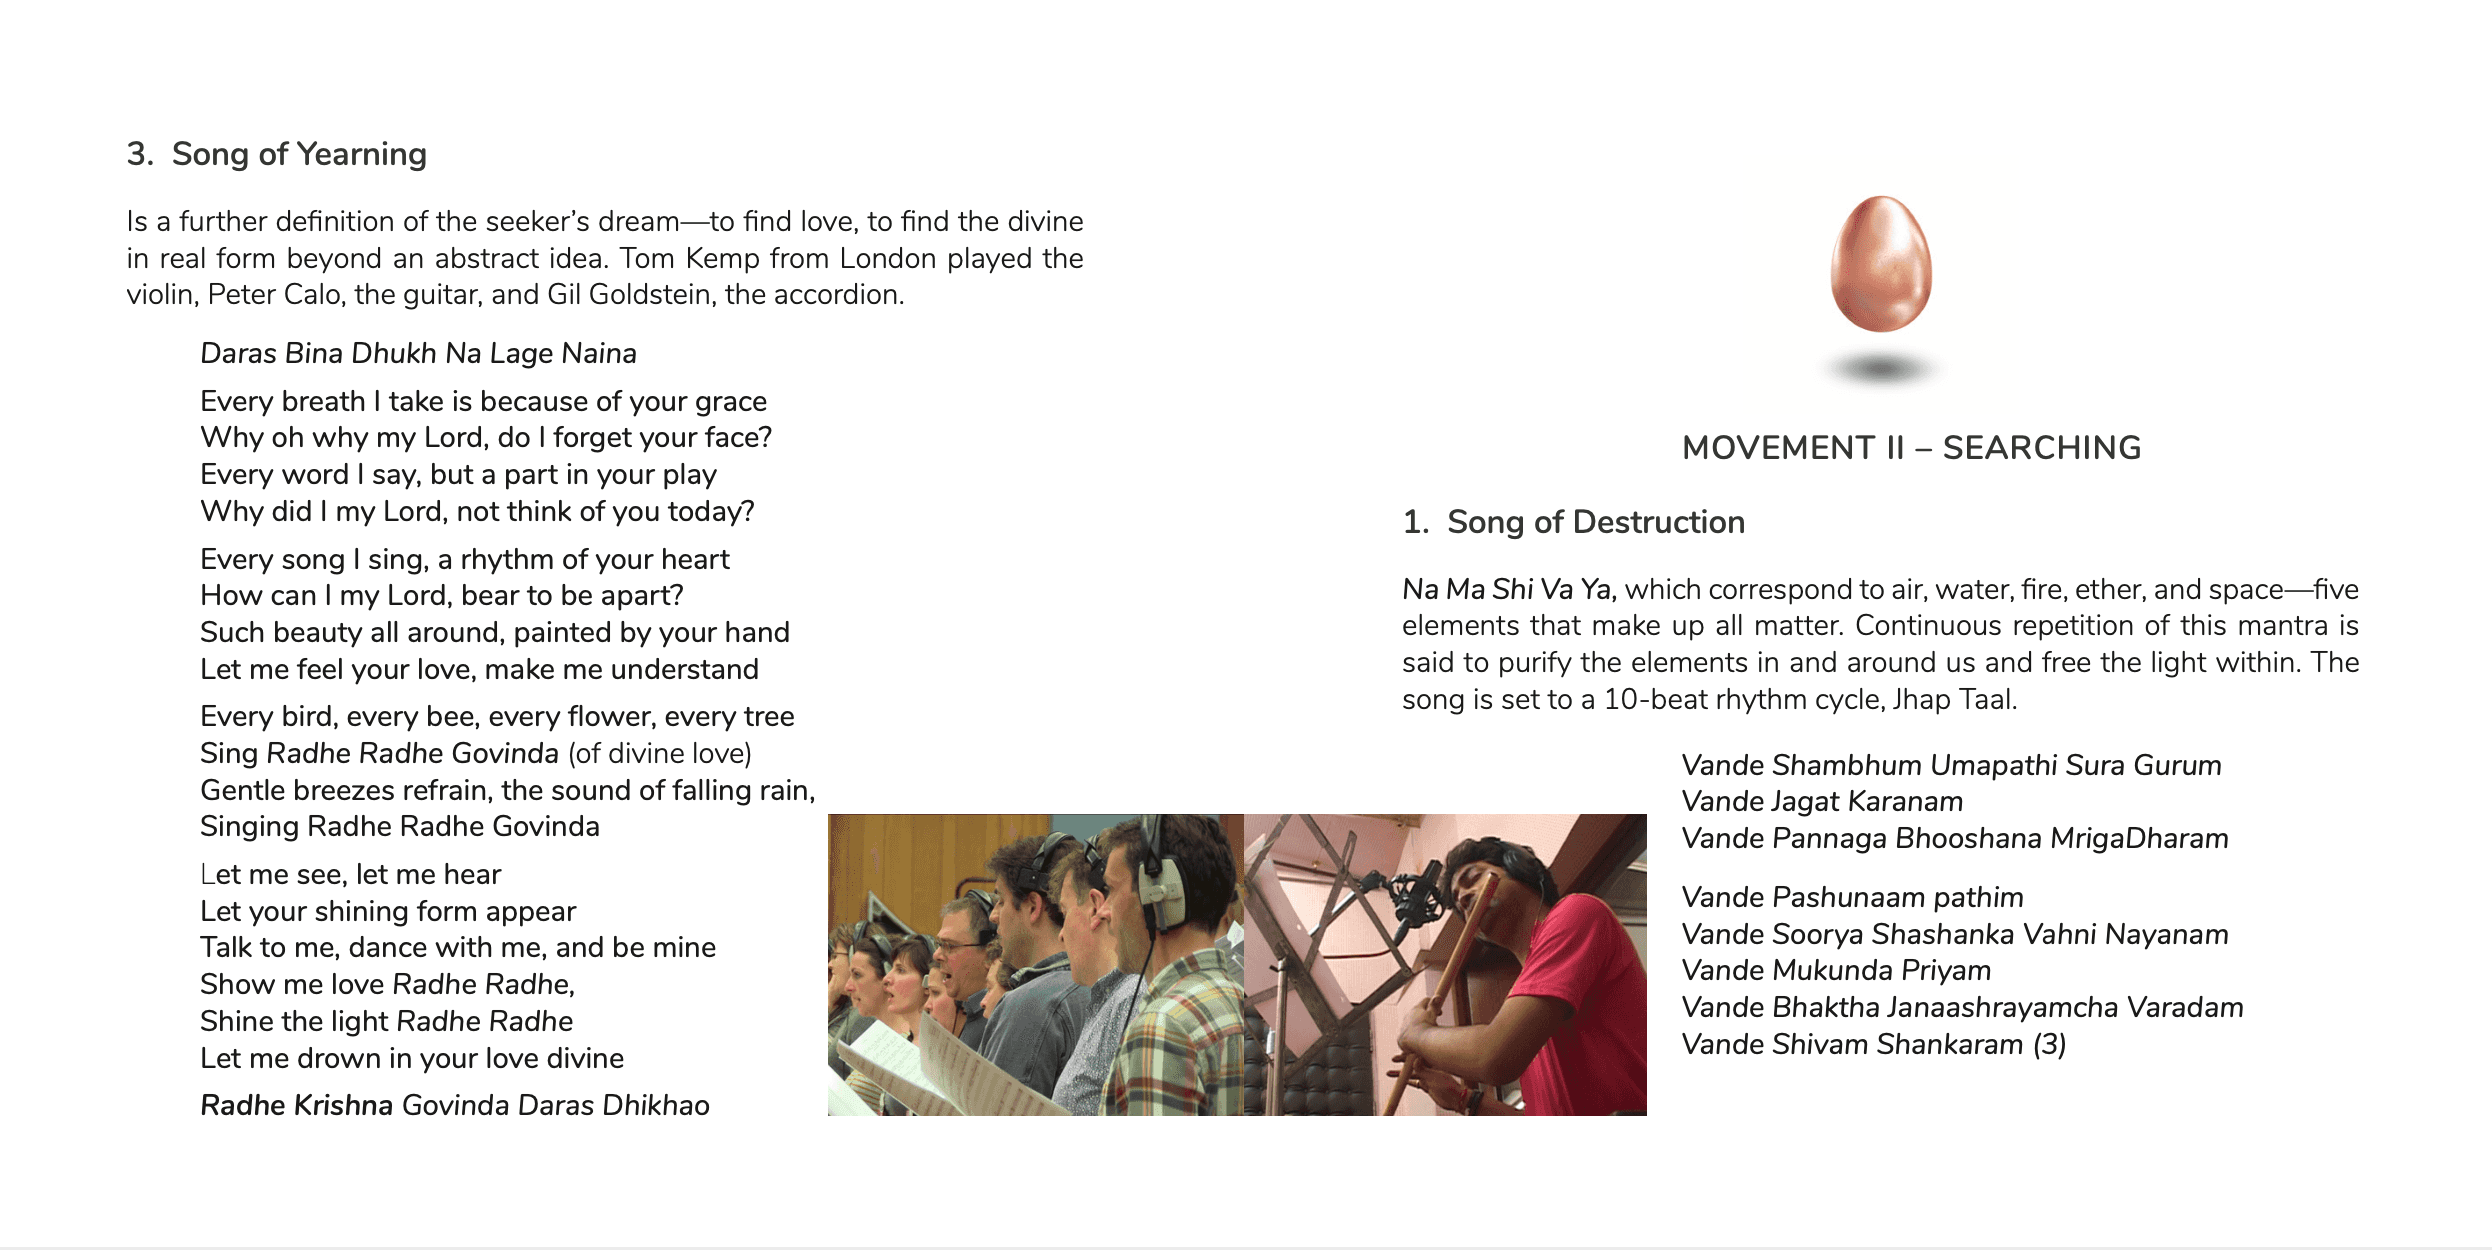 3. Song of Yearning
Is a further definition of the seeker’s dream—to find love, to find the divine
in real form beyond an abstract idea. Tom Kemp from London played the
violin, Peter Calo, the guitar, and Gil Goldstein, the accordion.
Daras Bina Dhukh Na Lage Naina
Every breath I take is because of your grace
Why oh why my Lord, do I forget your face?
Every word I say, but a part in your play
Why did I my Lord, not think of you today?
Every song I sing, a rhythm of your heart
How can I my Lord, bear to be apart?
Such beauty all around, painted by your hand
Let me feel your love, make me understand
Every bird, every bee, every flower, every tree
Sing Radhe Radhe Govinda (of divine love)
Gentle breezes refrain, the sound of falling rain,
Singing Radhe Radhe Govinda
Let me see, let me hear
Let your shining form appear
Talk to me, dance with me, and be mine
Show me love Radhe Radhe,
Shine the light Radhe Radhe
Let me drown in your love divine
Radhe Krishna Govinda Daras Dhikhao
MOVEMENT II – SEARCHING
1. Song of Destruction
Na Ma Shi Va Ya, which correspond to air, water, fire, ether, and space—five
elements that make up all matter. Continuous repetition of this mantra is
said to purify the elements in and around us and free the light within. The
song is set to a 10-beat rhythm cycle, Jhap Taal.
Vande Shambhum Umapathi Sura Gurum
Vande Jagat Karanam
Vande Pannaga Bhooshana MrigaDharam
Vande Pashunaam pathim
Vande Soorya Shashanka Vahni Nayanam
Vande Mukunda Priyam
Vande Bhaktha Janaashrayamcha Varadam
Vande Shivam Shankaram (3)